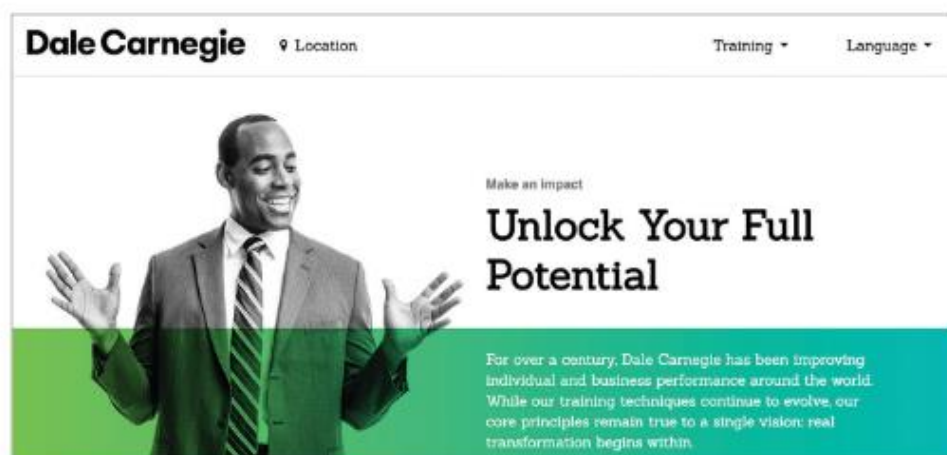 Dale Carnegie
Location
Training
Language
Make an impact
Unlock Your Full
Potential
For over a century, Dale Carnegie has been improving
individual and business performance around the world.
While our training techniques continue to evolve, our
core principles remain true to a single vision: real
transformation begins within.